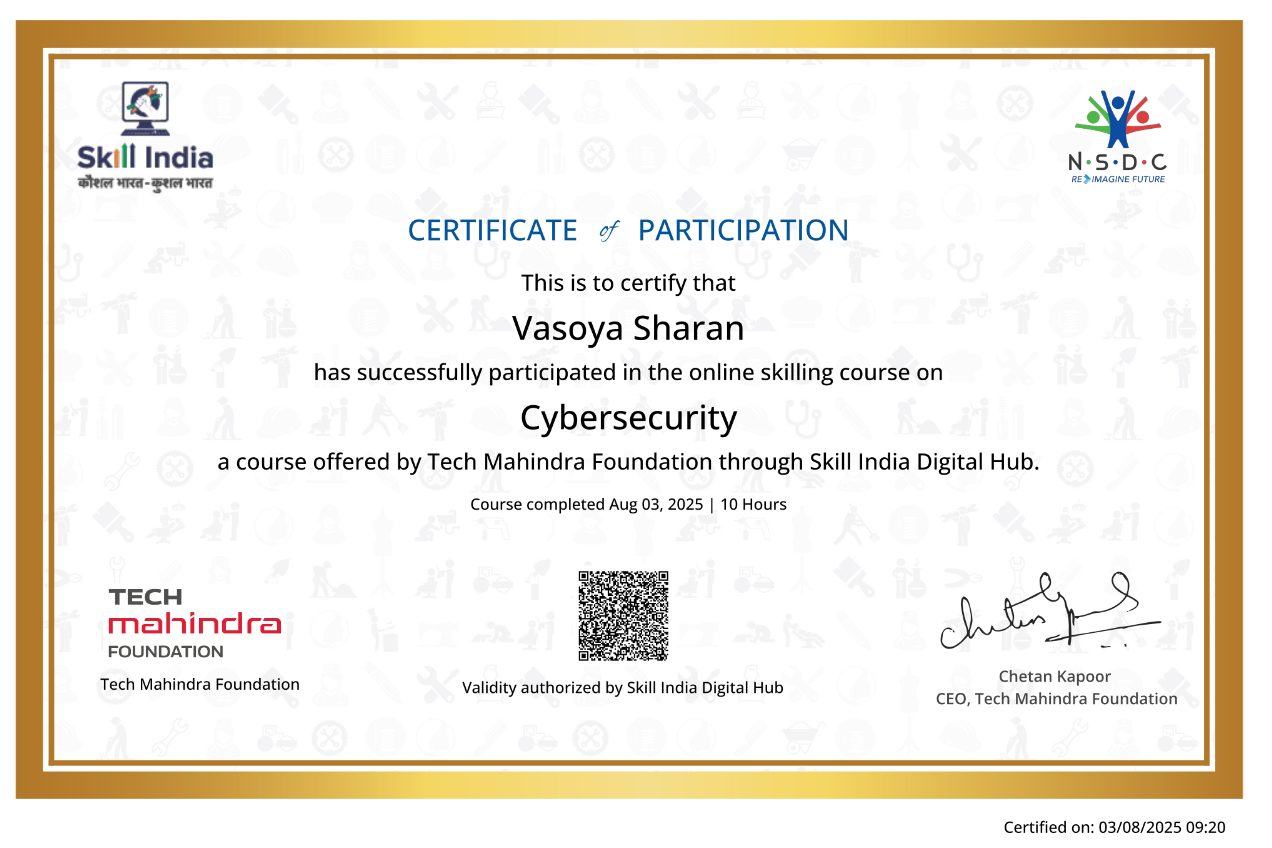 Skill India
कौशल भारत-कुशल भारत
N·S·D·C
RE IMAGINE FUTURE
CERTIFICATE of PARTICIPATION
This is to certify that
Vasoya Sharan
has successfully participated in the online skilling course on
Cybersecurity
a course offered by Tech Mahindra Foundation through Skill India Digital Hub.
Course completed Aug 03, 2025 | 10 Hours
TECH
mahindra
FOUNDATION
Tech Mahindra Foundation
Validity authorized by Skill India Digital Hub
Chetan Kapoor
CEO, Tech Mahindra Foundation
Certified on: 03/08/2025 09:20